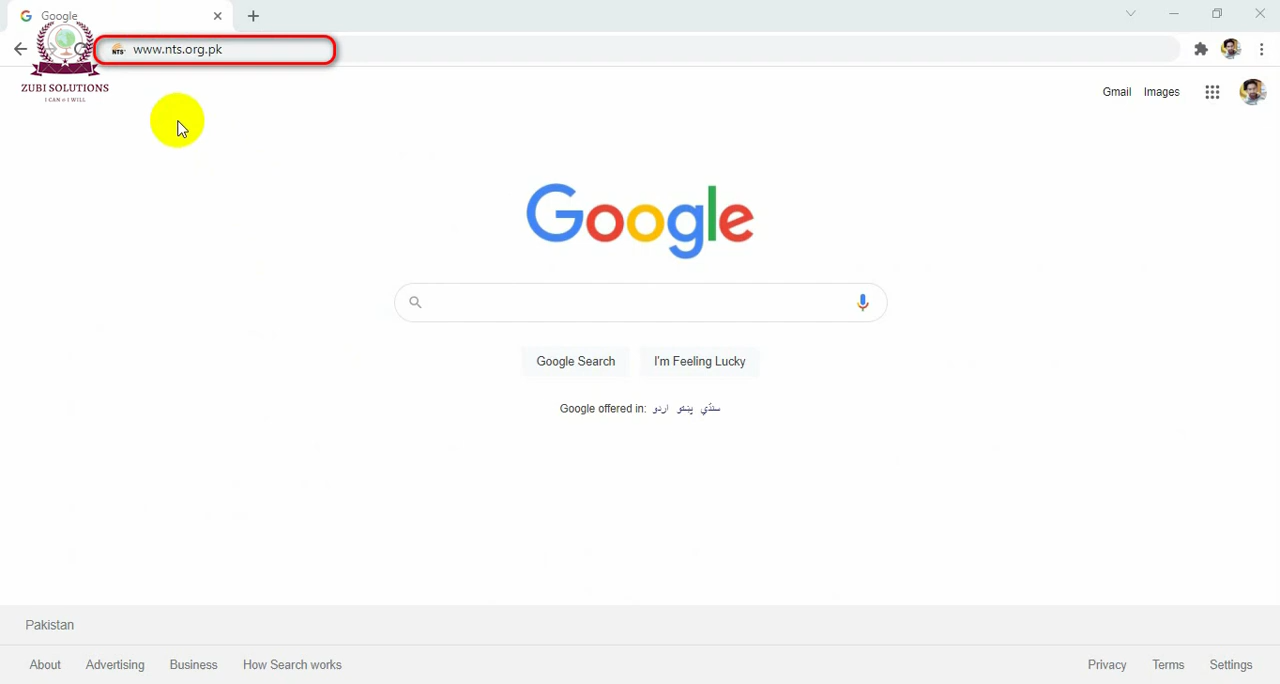 Google
NTS
www.nts.org.pk
ZUBI SOLUTIONS
I CAN & I WILL
Gmail Images
Google
Google Search I'm Feeling Lucky
Google offered in: اردو پښتو سنڌي
Pakistan
About Advertising Business How Search works Privacy Terms Settings